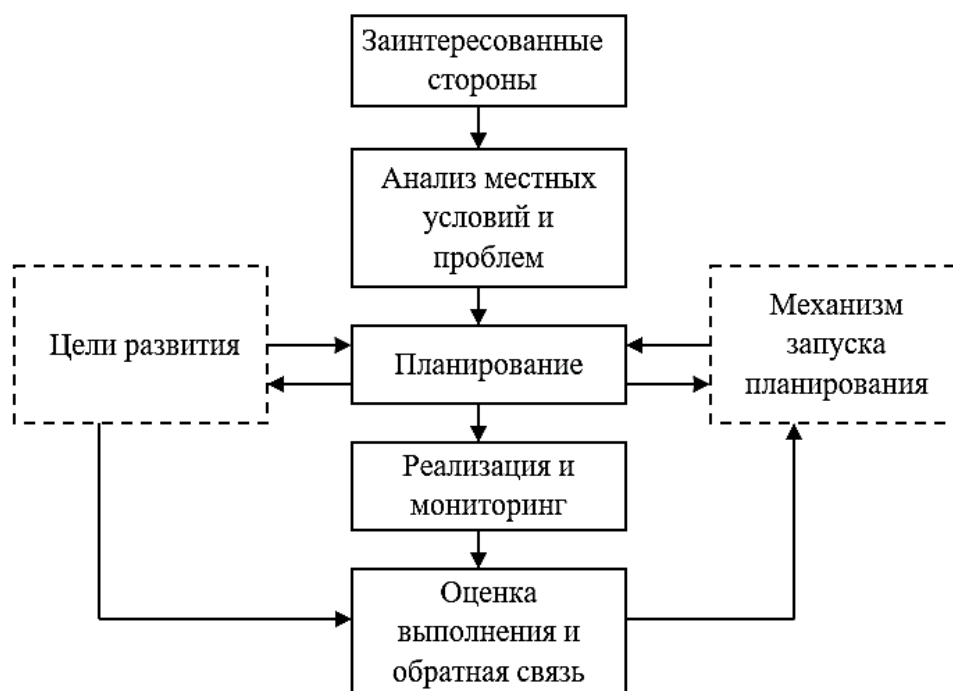 Заинтересованные
стороны
Анализ местных
условий и
проблем
Цели развития
Планирование
Механизм
запуска
планирования
Реализация и
мониторинг
Оценка
выполнения и
обратная связь